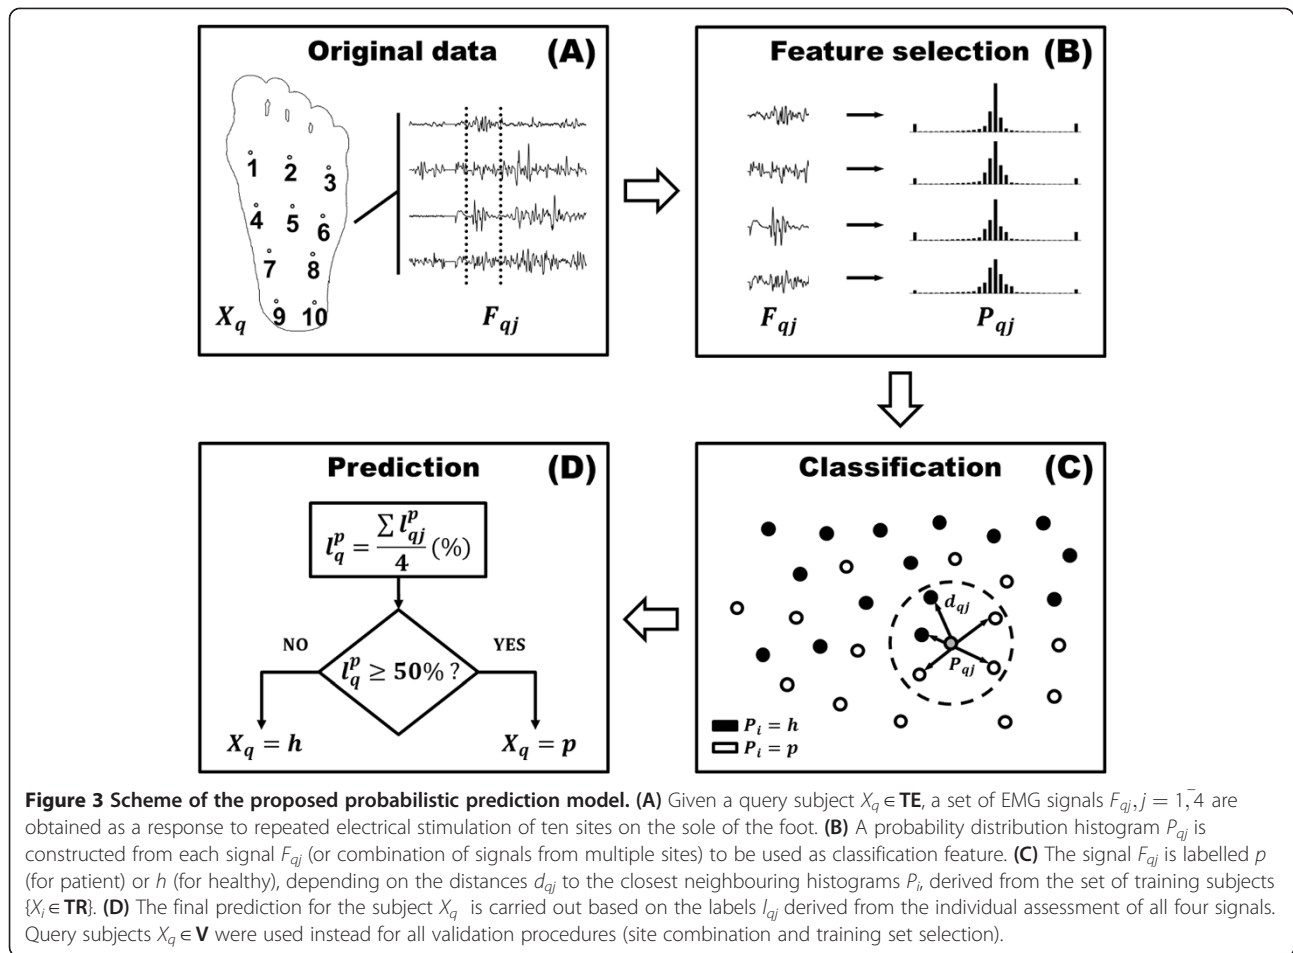 Original data (A)
1 2 3
4 5 6
7 8
9 10
X_q
F_qj
Feature selection (B)
F_qj P_qj
Classification (C)
d_qj
P_qj
P_i = h
P_i = p
Prediction (D)
l_q^p = ∑ l_qj^p / 4 (%)
NO YES
l_q^p ≥ 50% ?
X_q = h X_q = p
Figure 3 Scheme of the proposed probabilistic prediction model. (A) Given a query subject X_q ∈ TE, a set of EMG signals F_qj, j = 1,‾4 are
obtained as a response to repeated electrical stimulation of ten sites on the sole of the foot. (B) A probability distribution histogram P_qj is
constructed from each signal F_qj (or combination of signals from multiple sites) to be used as classification feature. (C) The signal F_qj is labelled p
(for patient) or h (for healthy), depending on the distances d_qj to the closest neighbouring histograms P_i, derived from the set of training subjects
{X_i ∈ TR}. (D) The final prediction for the subject X_q is carried out based on the labels l_qj derived from the individual assessment of all four signals.
Query subjects X_q ∈ V were used instead for all validation procedures (site combination and training set selection).